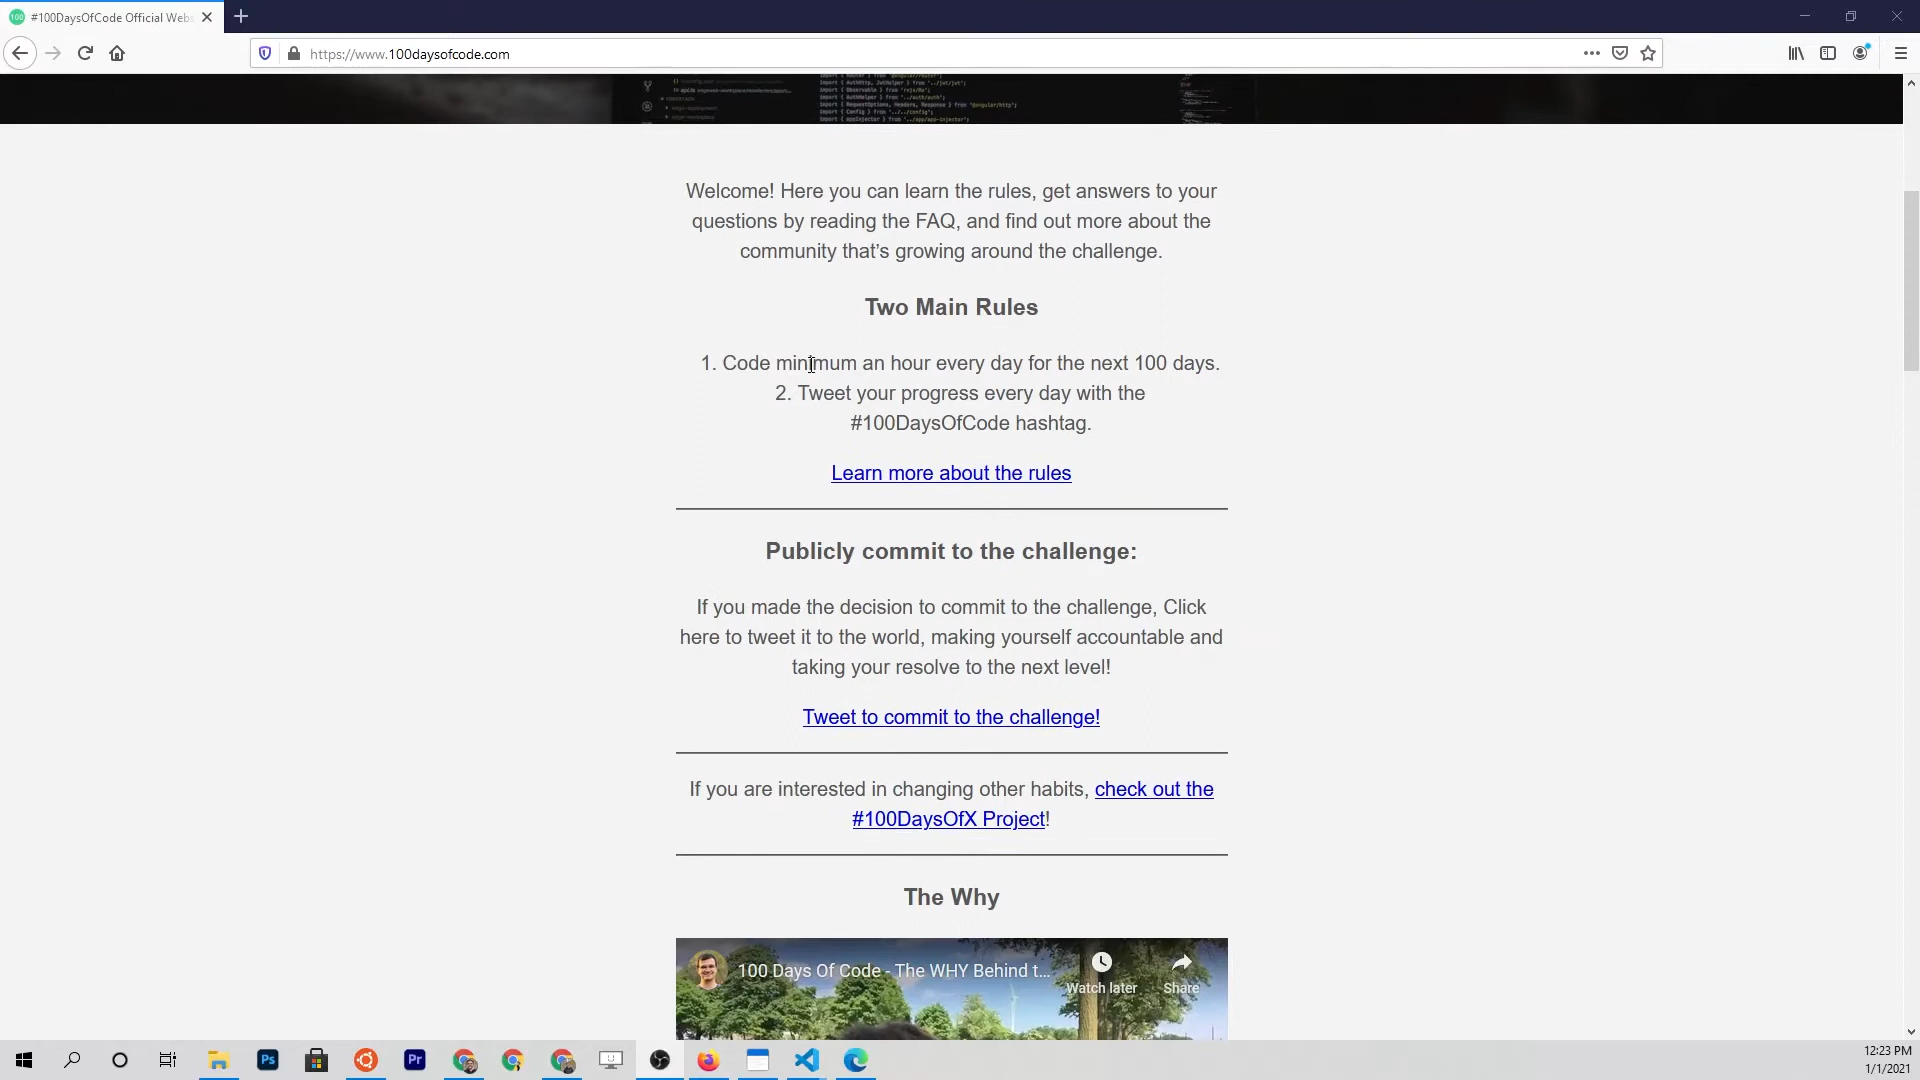 #100DaysOfCode Official Webs
https://www.100daysofcode.com
Welcome! Here you can learn the rules, get answers to your
questions by reading the FAQ, and find out more about the
community that’s growing around the challenge.
Two Main Rules
1. Code minimum an hour every day for the next 100 days.
2. Tweet your progress every day with the
#100DaysOfCode hashtag.
Learn more about the rules
Publicly commit to the challenge:
If you made the decision to commit to the challenge, Click
here to tweet it to the world, making yourself accountable and
taking your resolve to the next level!
Tweet to commit to the challenge!
If you are interested in changing other habits, check out the
#100DaysOfX Project!
The Why
100 Days Of Code - The WHY Behind t...
Watch later
Share
Ps
Pr
12:23 PM
1/1/2021